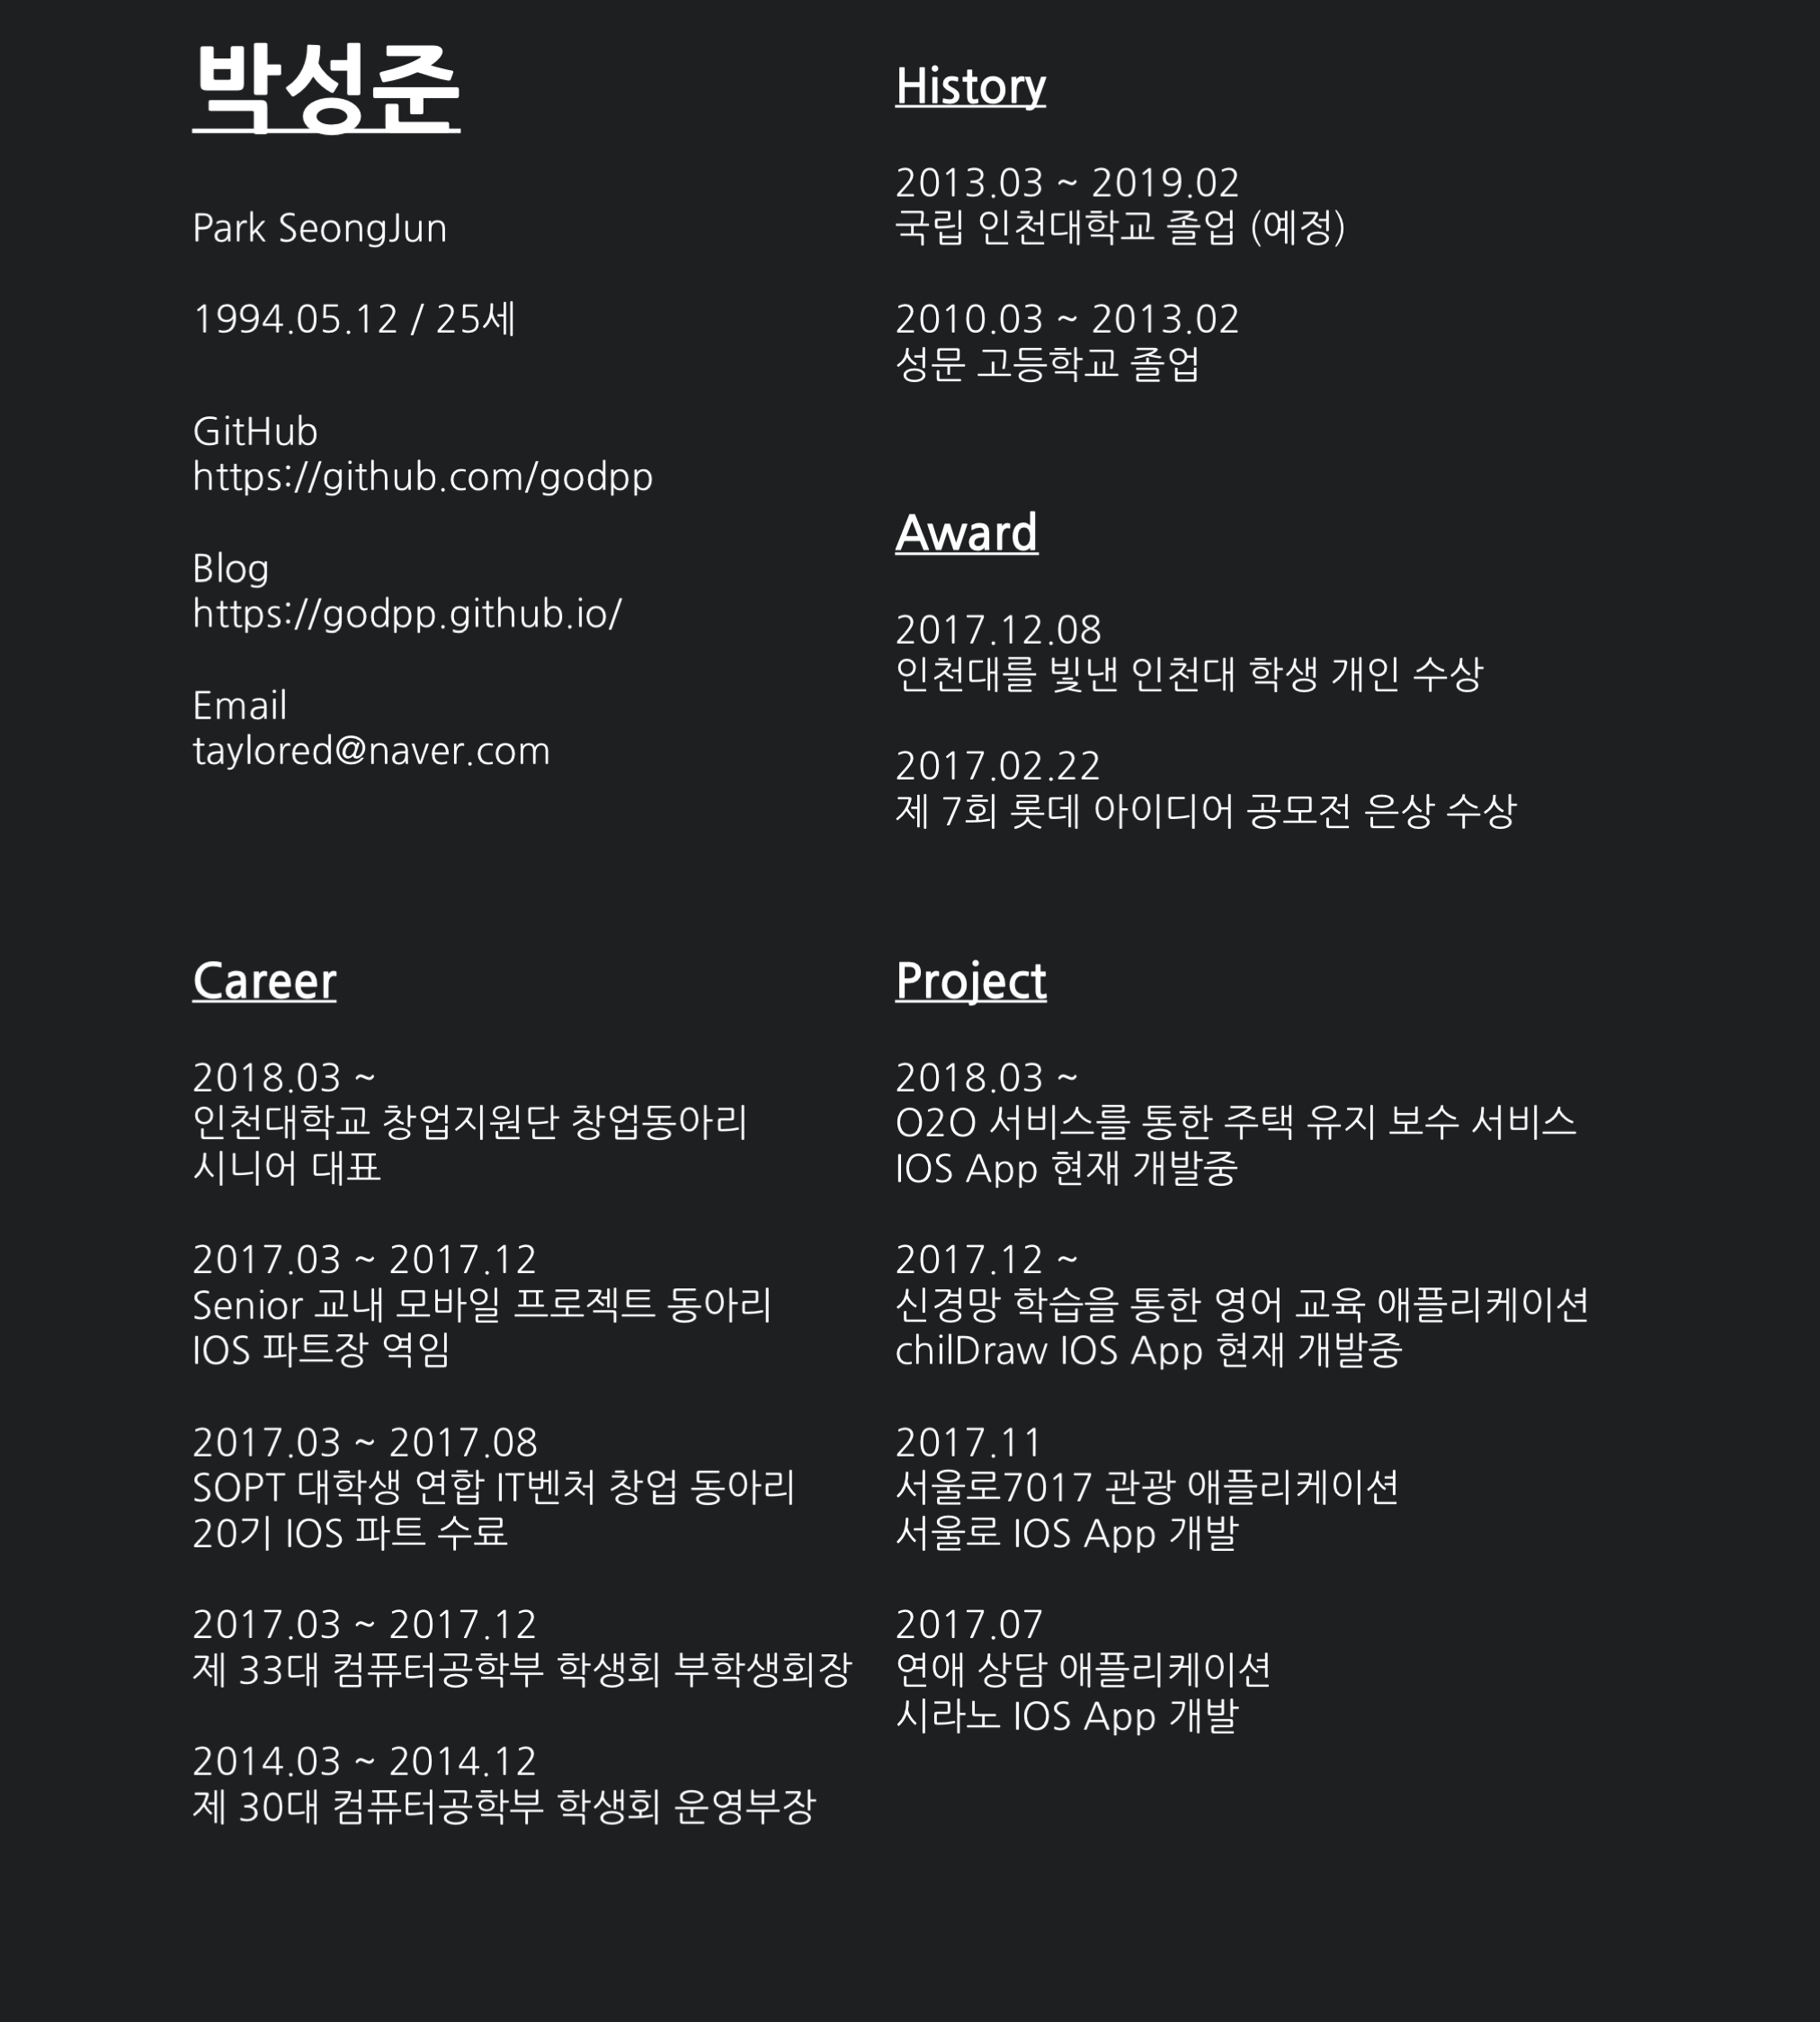 박성준
Park SeongJun
1994.05.12 / 25세
GitHub
https://github.com/godpp
Blog
https://godpp.github.io/
Email
taylored@naver.com
History
2013.03 ~ 2019.02
국립 인천대학교 졸업 (예정)
2010.03 ~ 2013.02
성문 고등학교 졸업
Award
2017.12.08
인천대를 빛낸 인천대 학생 개인 수상
2017.02.22
제 7회 롯데 아이디어 공모전 은상 수상
Career
2018.03 ~
인천대학교 창업지원단 창업동아리
시니어 대표
2017.03 ~ 2017.12
Senior 교내 모바일 프로젝트 동아리
IOS 파트장 역임
2017.03 ~ 2017.08
SOPT 대학생 연합 IT벤처 창업 동아리
20기 IOS 파트 수료
2017.03 ~ 2017.12
제 33대 컴퓨터공학부 학생회 부학생회장
2014.03 ~ 2014.12
제 30대 컴퓨터공학부 학생회 운영부장
Project
2018.03 ~
O2O 서비스를 통한 주택 유지 보수 서비스
IOS App 현재 개발중
2017.12 ~
신경망 학습을 통한 영어 교육 애플리케이션
chilDraw IOS App 현재 개발중
2017.11
서울로7017 관광 애플리케이션
서울로 IOS App 개발
2017.07
연애 상담 애플리케이션
시라노 IOS App 개발